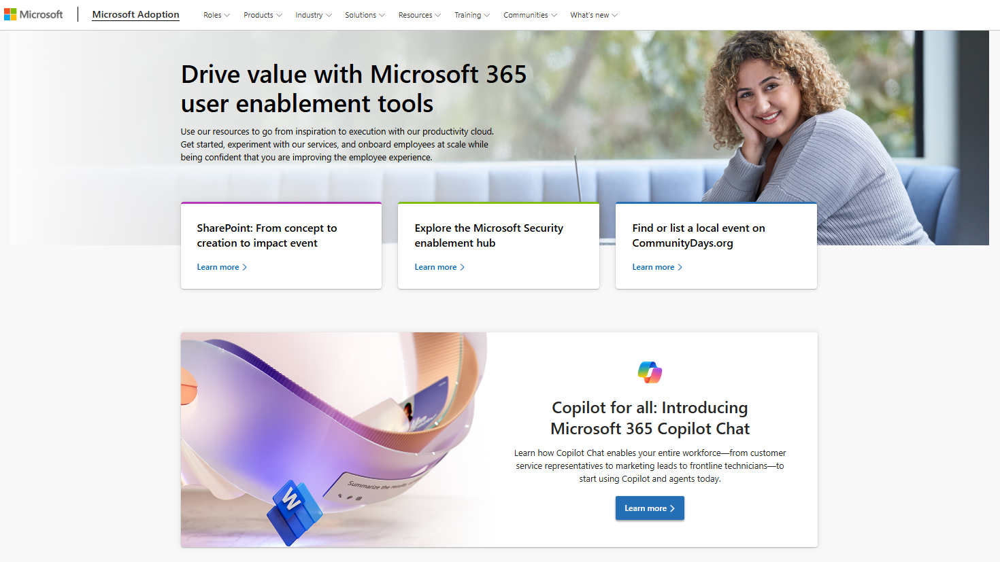 Microsoft
Microsoft Adoption
Roles
Products
Industry
Solutions
Resources
Training
Communities
What's new
Drive value with Microsoft 365
user enablement tools
Use our resources to go from inspiration to execution with our productivity cloud.
Get started, experiment with our services, and onboard employees at scale while
being confident that you are improving the employee experience.
SharePoint: From concept to
creation to impact event
Learn more
Explore the Microsoft Security
enablement hub
Learn more
Find or list a local event on
CommunityDays.org
Learn more
Summarize the results
W
Copilot for all: Introducing
Microsoft 365 Copilot Chat
Learn how Copilot Chat enables your entire workforce—from customer
service representatives to marketing leads to frontline technicians—to
start using Copilot and agents today.
Learn more